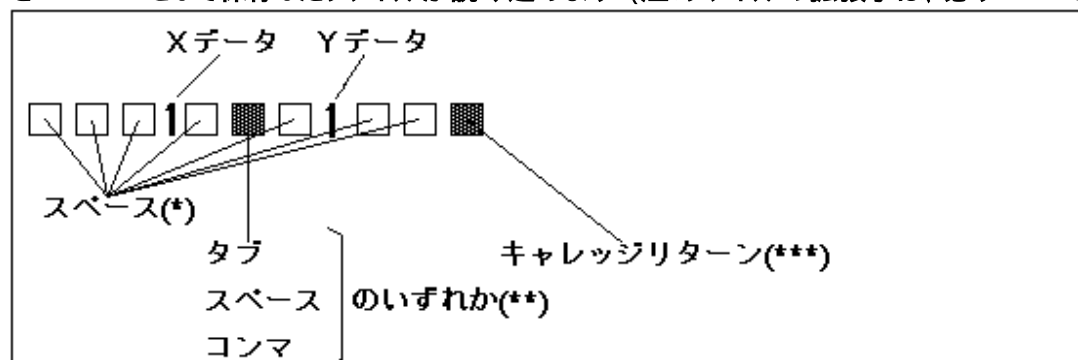 Xデータ Yデータ
1 1
スペース(*)
タブ キャレッジリターン(***)
スペース のいずれか(**)
コンマ